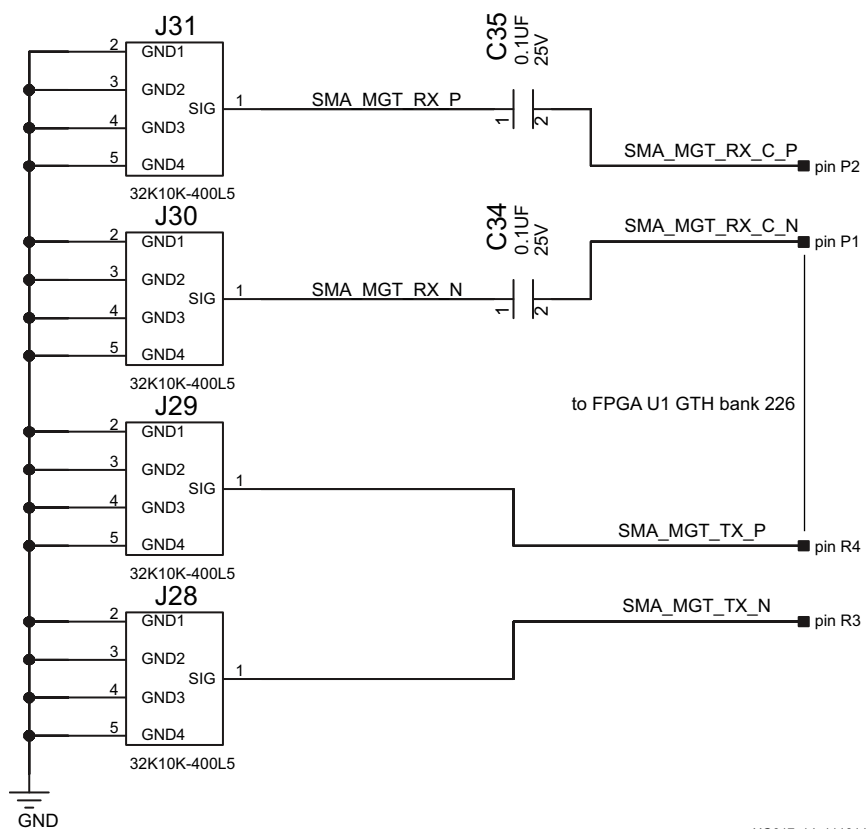 J31
2 GND1
3 GND2
SIG 1
4 GND3
5 GND4
32K10K-400L5
SMA_MGT_RX_P
C35
0.1UF
25V
1 2
SMA_MGT_RX_C_P
pin P2
J30
2 GND1
3 GND2
SIG 1
4 GND3
5 GND4
32K10K-400L5
SMA_MGT_RX_N
C34
0.1UF
25V
1 2
SMA_MGT_RX_C_N
pin P1
to FPGA U1 GTH bank 226
J29
2 GND1
3 GND2
SIG 1
4 GND3
5 GND4
32K10K-400L5
SMA_MGT_TX_P
pin R4
J28
2 GND1
3 GND2
SIG 1
4 GND3
5 GND4
32K10K-400L5
SMA_MGT_TX_N
pin R3
GND